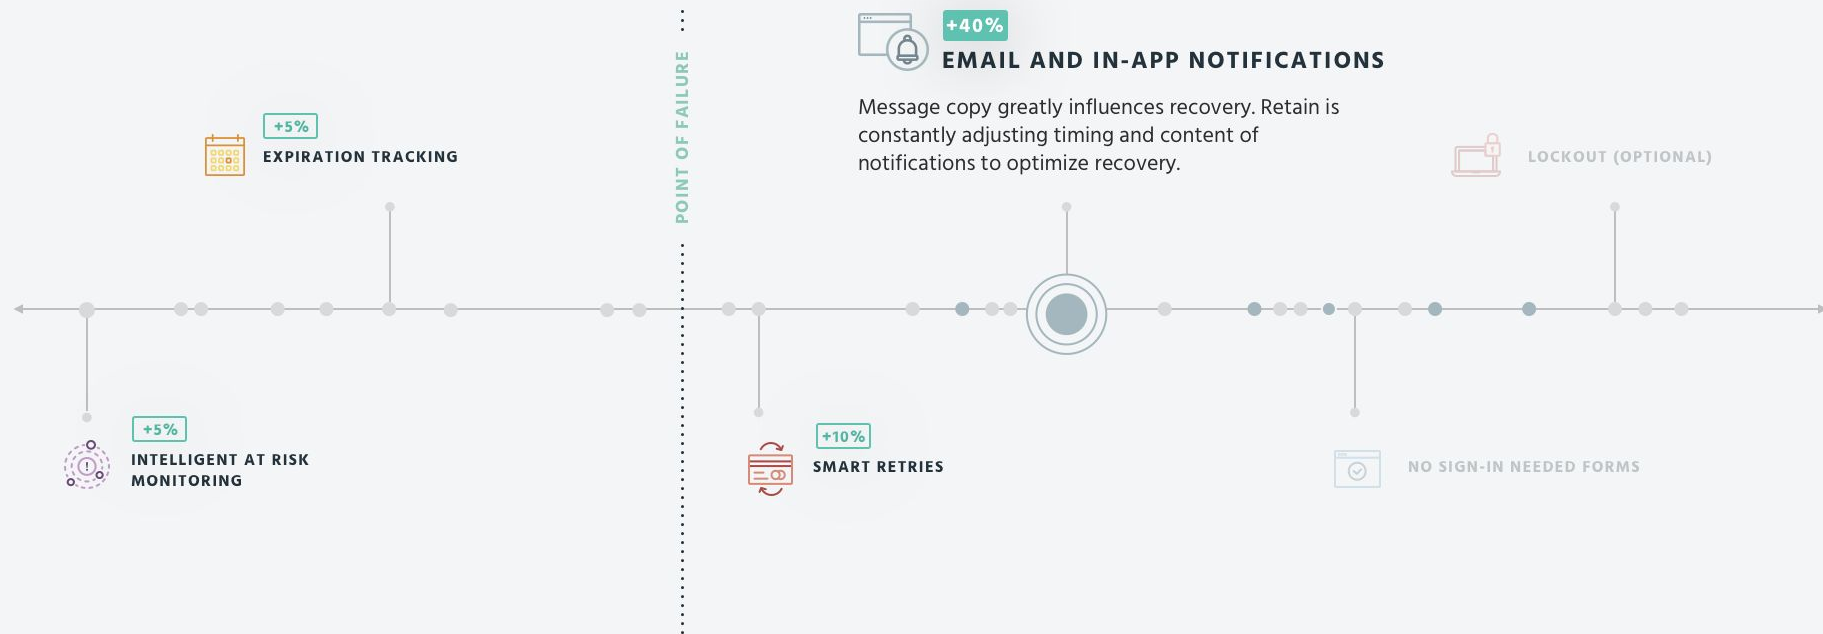 +40%
EMAIL AND IN-APP NOTIFICATIONS
Message copy greatly influences recovery. Retain is
constantly adjusting timing and content of
notifications to optimize recovery.
+5%
EXPIRATION TRACKING
POINT OF FAILURE
LOCKOUT (OPTIONAL)
+5%
INTELLIGENT AT RISK
MONITORING
+10%
SMART RETRIES
NO SIGN-IN NEEDED FORMS